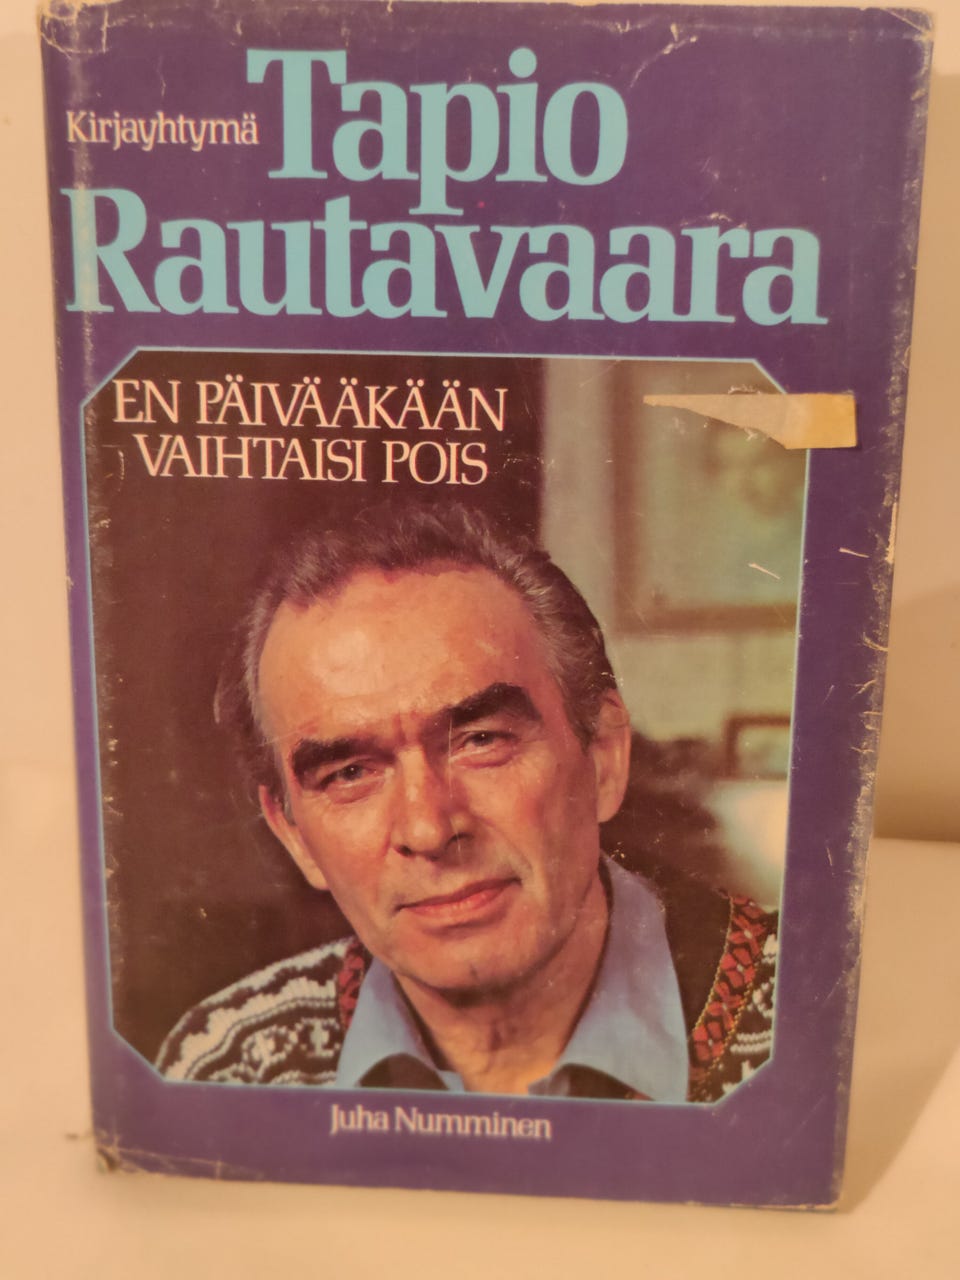 Kirjayhtymä
Tapio
Rautavaara
EN PÄIVÄÄKÄÄN
VAIHTAISI POIS
Juha Numminen